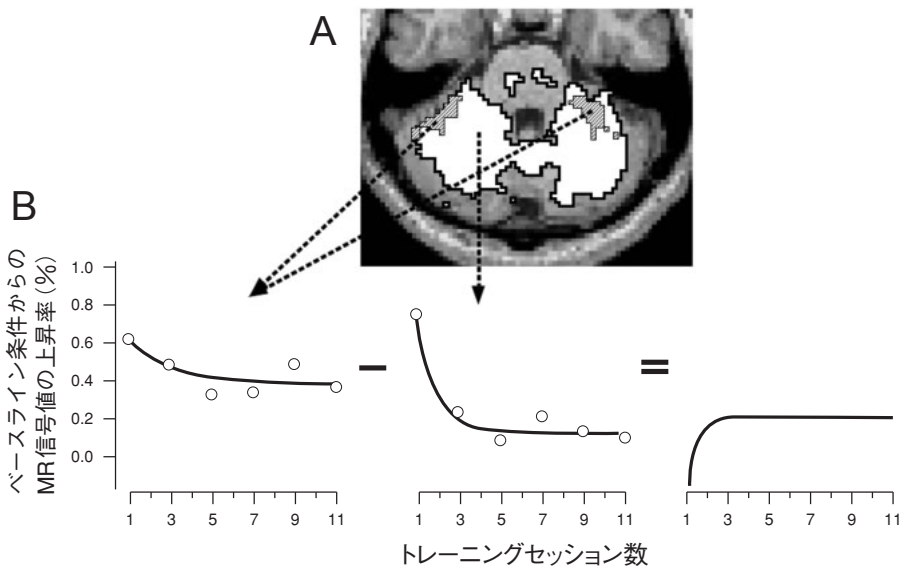 A
B
ベースライン条件からの
MR信号値の上昇率（%）
1.0
0.8
0.6
0.4
0.2
0.0
1 3 5 7 9 11
1 3 5 7 9 11
1 3 5 7 9 11
トレーニングセッション数